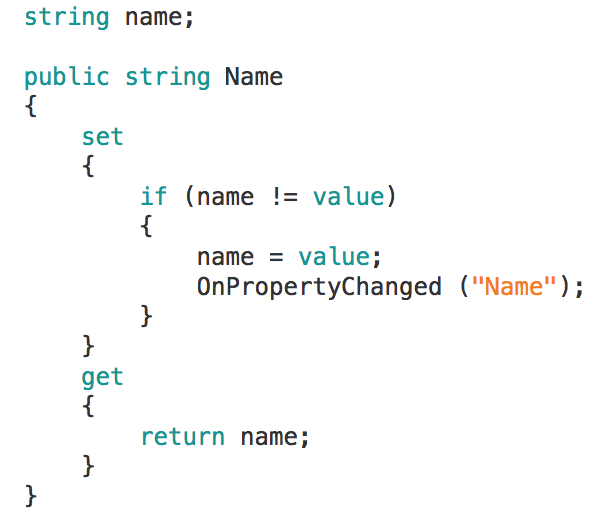 string name;

public string Name
{
    set
    {
        if (name != value)
        {
            name = value;
            OnPropertyChanged ("Name");
        }
    }
    get
    {
        return name;
    }
}